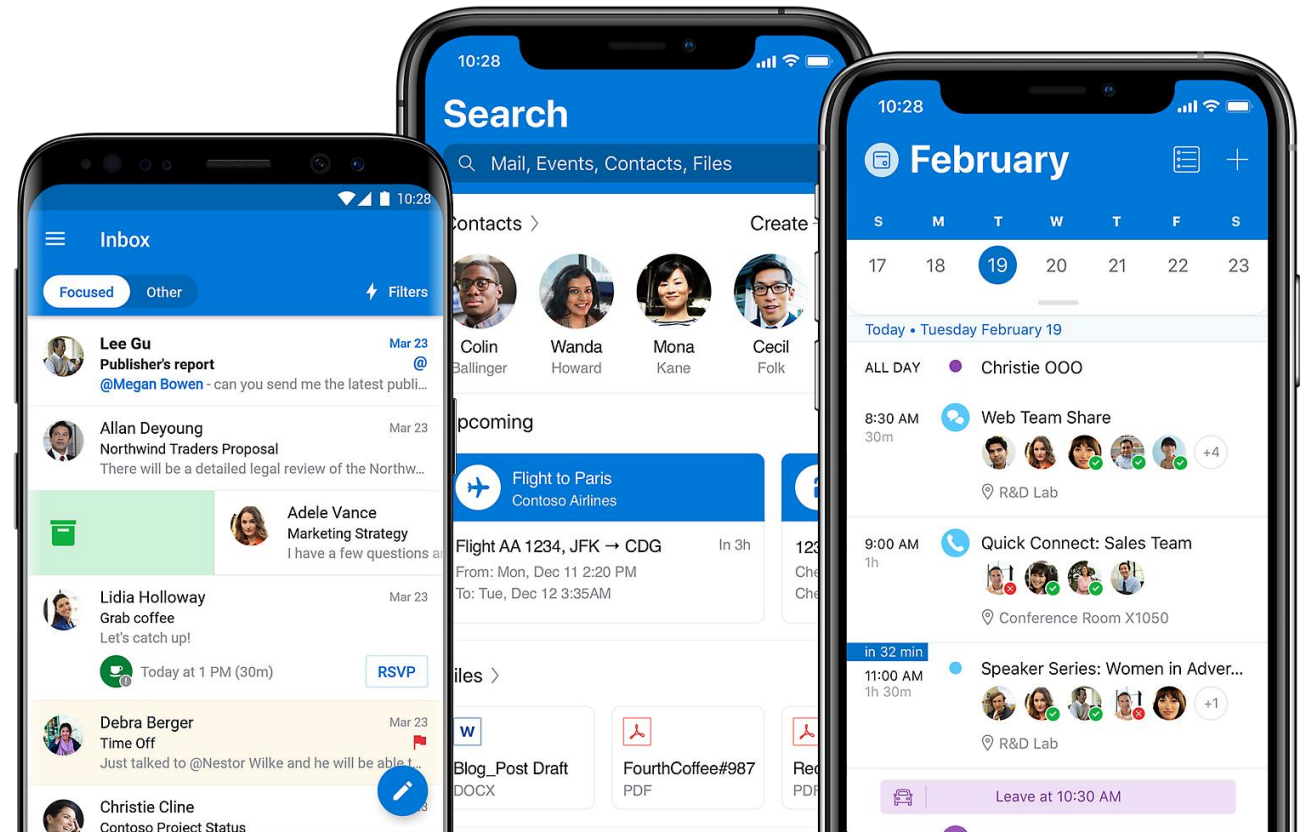 10:28
Inbox
Focused Other Filters
Lee Gu Mar 23
Publisher's report @
@Megan Bowen - can you send me the latest publi...
Allan Deyoung Mar 23
Northwind Traders Proposal
There will be a detailed legal review of the Northw...
Adele Vance
Marketing Strategy
I have a few questions
Lidia Holloway Mar 23
Grab coffee
Let's catch up!
Today at 1 PM (30m) RSVP
Debra Berger Mar 23
Time Off
Just talked to @Nestor Wilke and he will be able t...
Christie Cline
Contoso Project Status
10:28
Search
Mail, Events, Contacts, Files
ontacts > Create
Colin Wanda Mona Cecil
Ballinger Howard Kane Folk
pcoming
Flight to Paris
Contoso Airlines
Flight AA 1234, JFK → CDG In 3h
From: Mon, Dec 11 2:20 PM
To: Tue, Dec 12 3:35AM
123
Che
Che
iles >
W
Blog_Post Draft FourthCoffee#987 Rec
DOCX PDF PDF
10:28
February
S M T W T F S
17 18 19 20 21 22 23
Today • Tuesday February 19
ALL DAY Christie OOO
8:30 AM Web Team Share
30m
+4
R&D Lab
9:00 AM Quick Connect: Sales Team
1h
Conference Room X1050
in 32 min
11:00 AM Speaker Series: Women in Adver...
1h 30m
+1
R&D Lab
Leave at 10:30 AM